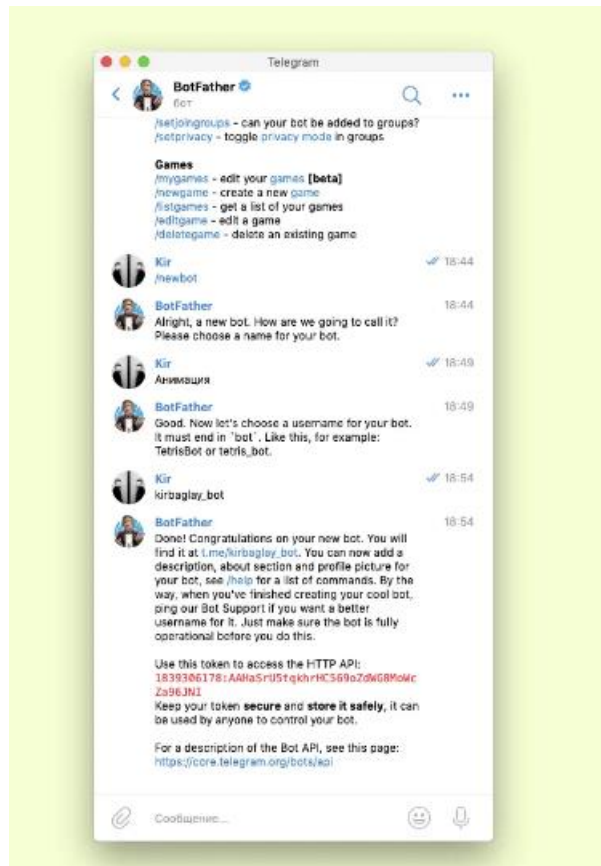 Telegram
BotFather
бот
/setjoingroups - can your bot be added to groups?
/setprivacy - toggle privacy mode in groups
Games
/mygames - edit your games [beta]
/newgame - create a new game
/listgames - get a list of your games
/editgame - edit a game
/deletegame - delete an existing game
Kir 18:44
/newbot
BotFather 18:44
Alright, a new bot. How are we going to call it?
Please choose a name for your bot.
Kir 18:49
Анимация
BotFather 18:49
Good. Now let's choose a username for your bot.
It must end in `bot`. Like this, for example:
TetrisBot or tetris_bot.
Kir 18:54
kirbaglay_bot
BotFather 18:54
Done! Congratulations on your new bot. You will
find it at t.me/kirbaglay_bot. You can now add a
description, about section and profile picture for
your bot, see /help for a list of commands. By the
way, when you've finished creating your cool bot,
ping our Bot Support if you want a better
username for it. Just make sure the bot is fully
operational before you do this.
Use this token to access the HTTP API:
Keep your token secure and store it safely, it can
be used by anyone to control your bot.
For a description of the Bot API, see this page:
https://core.telegram.org/bots/api
Сообщение...